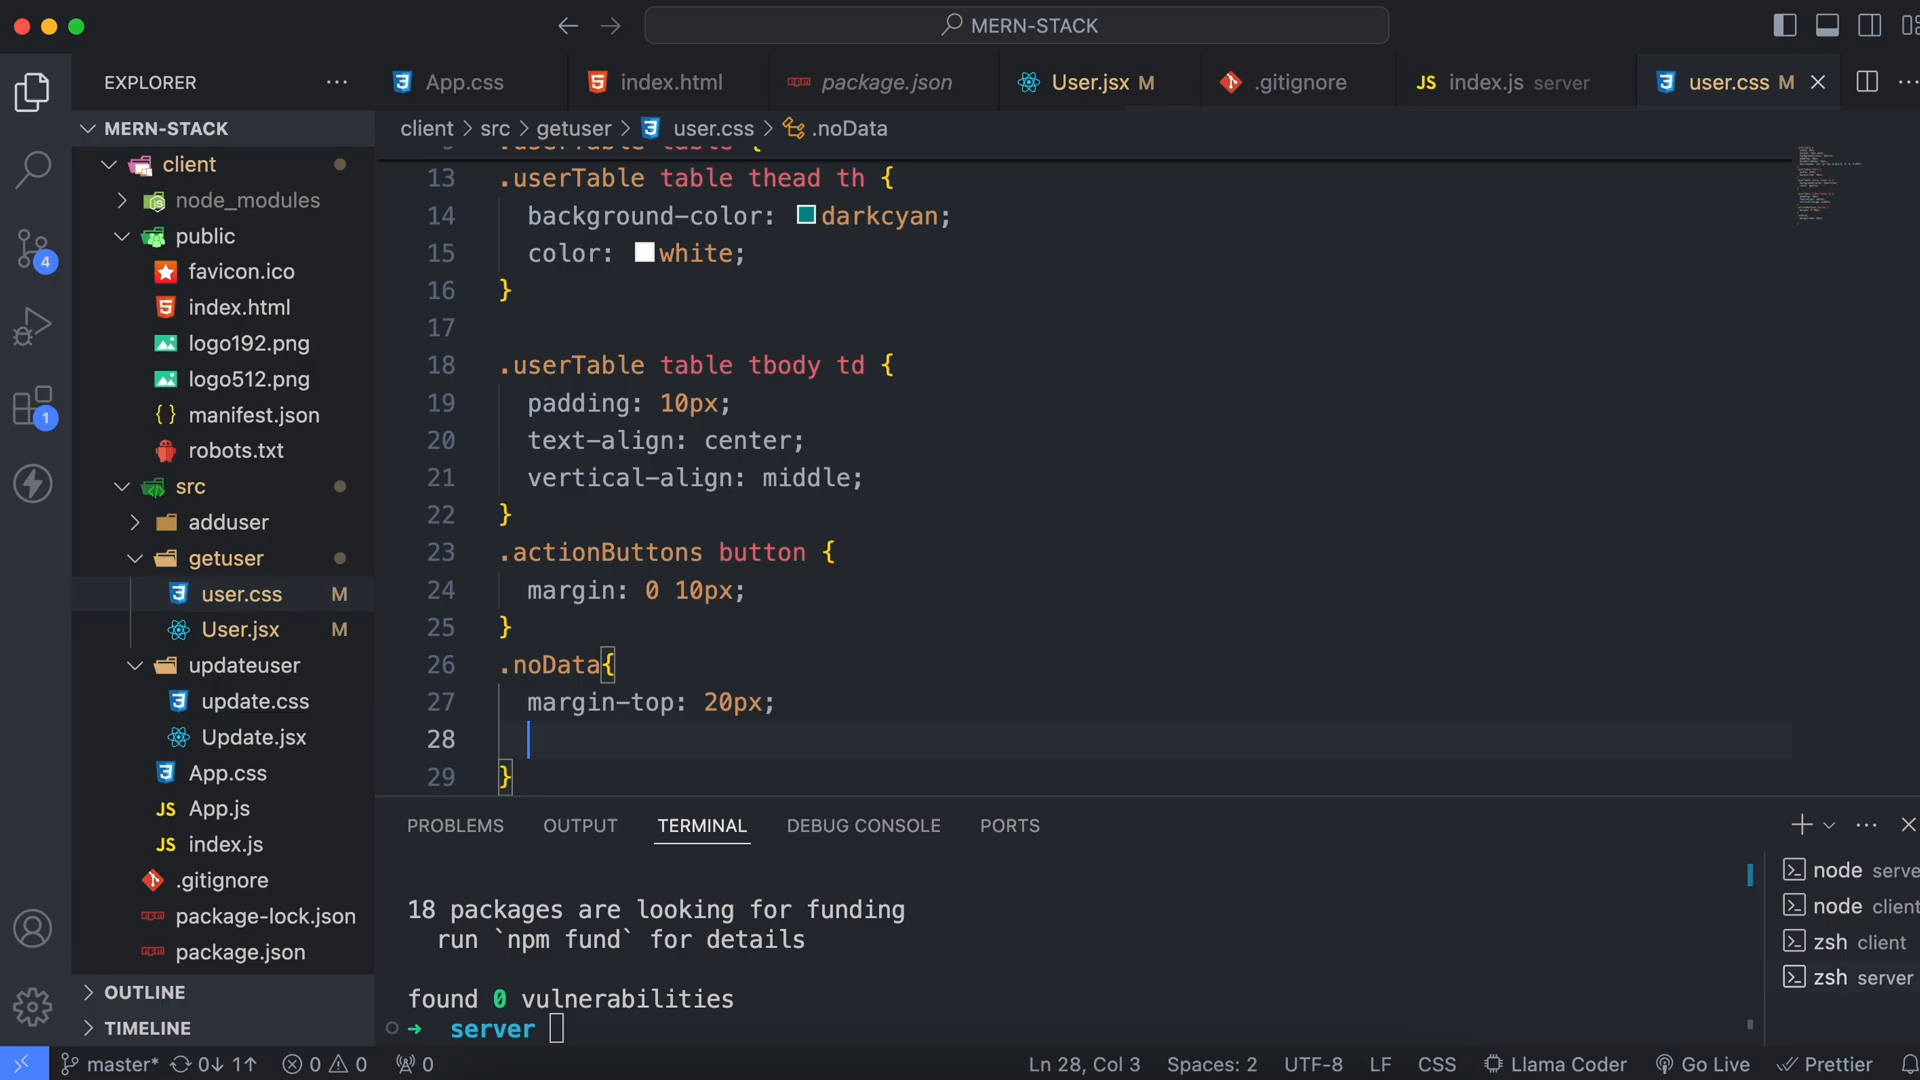 MERN-STACK
EXPLORER
App.css
index.html
package.json
User.jsx M
.gitignore
index.js server
user.css M
MERN-STACK
client
node_modules
public
favicon.ico
index.html
logo192.png
logo512.png
manifest.json
robots.txt
src
adduser
getuser
user.css M
User.jsx M
updateuser
update.css
Update.jsx
App.css
App.js
index.js
.gitignore
package-lock.json
package.json
OUTLINE
TIMELINE
4
1
client > src > getuser > user.css > .noData
.userTable table {
13 .userTable table thead th {
14 background-color: darkcyan;
15 color: white;
16 }
17
18 .userTable table tbody td {
19 padding: 10px;
20 text-align: center;
21 vertical-align: middle;
22 }
23 .actionButtons button {
24 margin: 0 10px;
25 }
26 .noData{
27 margin-top: 20px;
28
29 }
PROBLEMS OUTPUT TERMINAL DEBUG CONSOLE PORTS
18 packages are looking for funding
run `npm fund` for details
found 0 vulnerabilities
➜ server
node serve
node client
zsh client
zsh server
master* 0↓ 1↑ 0 0 0
Ln 28, Col 3 Spaces: 2 UTF-8 LF CSS Llama Coder Go Live Prettier